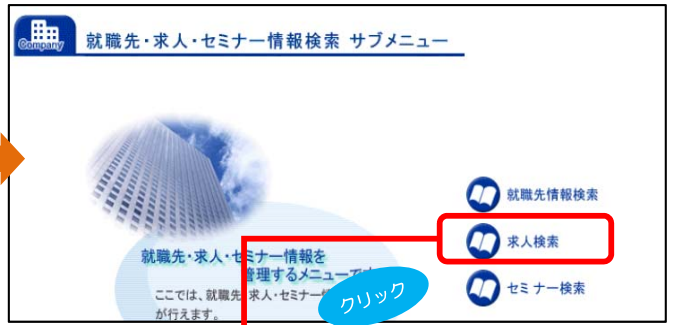 Company
就職先・求人・セミナー情報検索 サブメニュー
就職先情報検索
求人検索
セミナー検索
就職先・求人・セミナー情報を
管理するメニューで
ここでは、就職先 求人・セミナー情
が行えます。
クリック